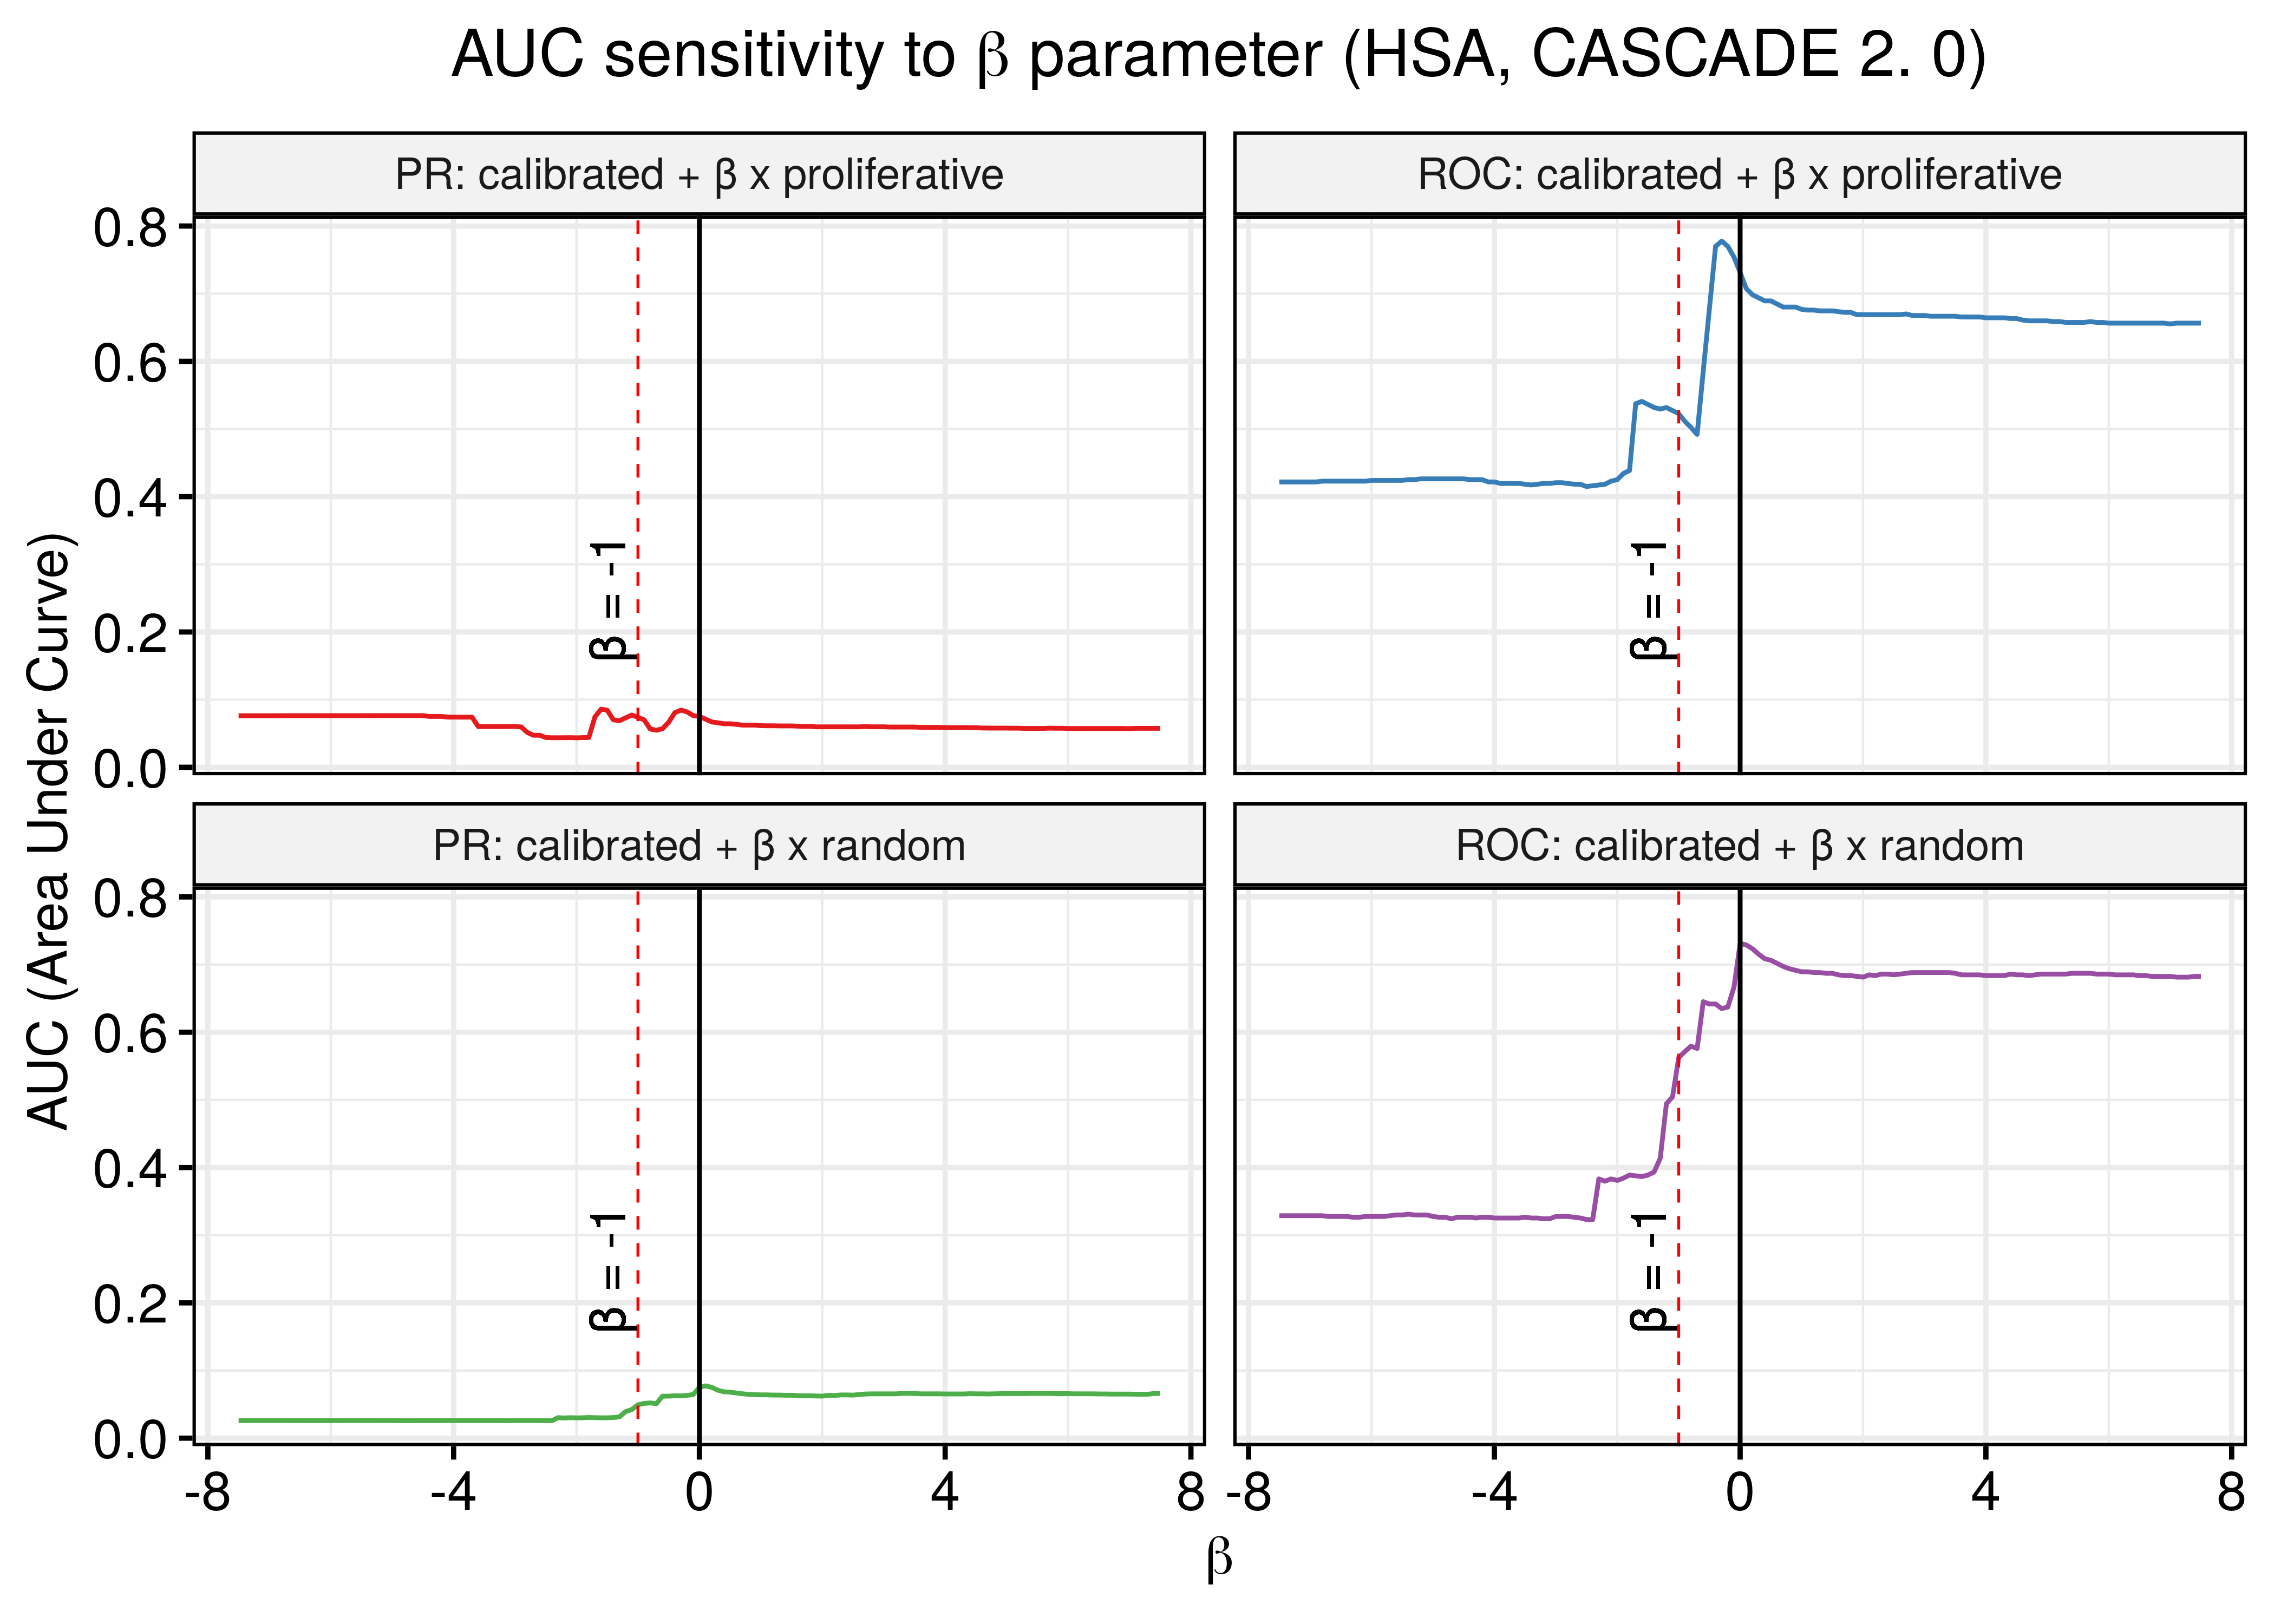 AUC sensitivity to β parameter (HSA, CASCADE 2. 0)
PR: calibrated + β x proliferative
ROC: calibrated + β x proliferative
0.8
0.6
0.4
0.2
0.0
β = -1
β = -1
PR: calibrated + β x random
ROC: calibrated + β x random
0.8
0.6
0.4
0.2
0.0
β = -1
β = -1
AUC (Area Under Curve)
-8 -4 0 4 8 -8 -4 0 4 8
β